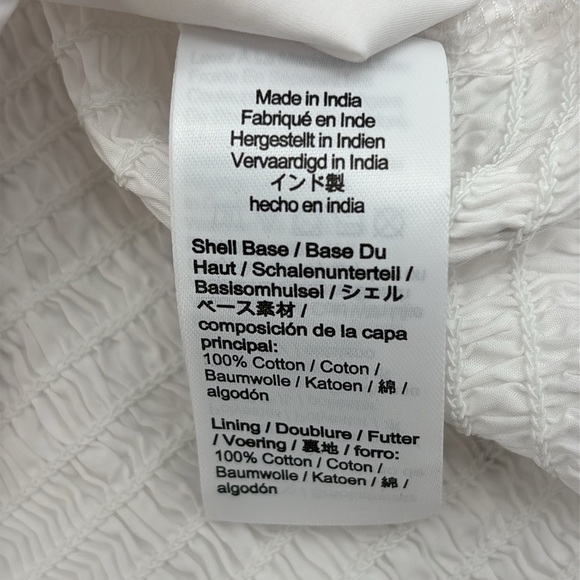 Made in India
Fabriqué en Inde
Hergestellt in Indien
Vervaardigd in India
インド製
hecho en india
Shell Base / Base Du
Haut / Schalenunterteil /
Basisomhulsel / シェル
ベース素材 /
composición de la capa
principal:
100% Cotton / Coton /
Baumwolle / Katoen / 綿 /
algodón
Lining / Doublure / Futter
/ Voering / 裏地 / forro:
100% Cotton / Coton /
Baumwolle / Katoen / 綿 /
algodón